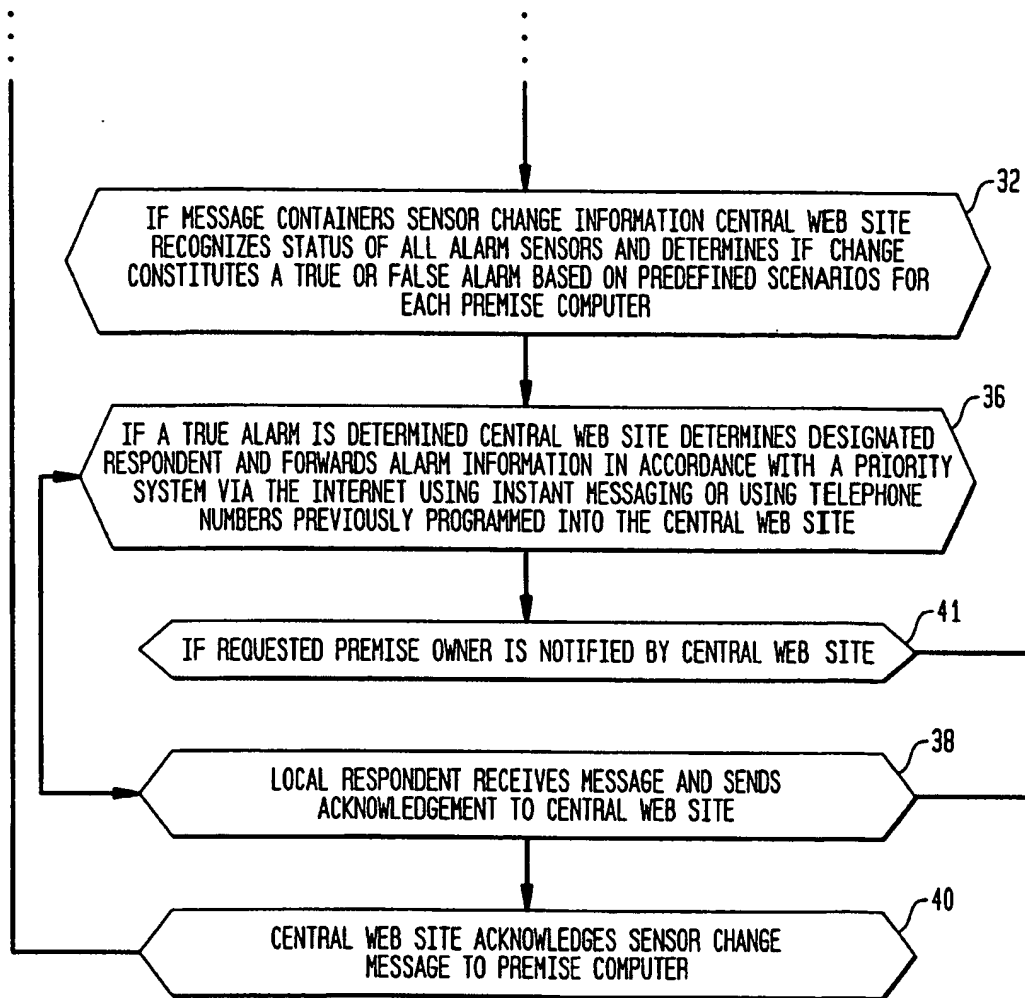 32
IF MESSAGE CONTAINERS SENSOR CHANGE INFORMATION CENTRAL WEB SITE
RECOGNIZES STATUS OF ALL ALARM SENSORS AND DETERMINES IF CHANGE
CONSTITUTES A TRUE OR FALSE ALARM BASED ON PREDEFINED SCENARIOS FOR
EACH PREMISE COMPUTER
36
IF A TRUE ALARM IS DETERMINED CENTRAL WEB SITE DETERMINES DESIGNATED
RESPONDENT AND FORWARDS ALARM INFORMATION IN ACCORDANCE WITH A PRIORITY
SYSTEM VIA THE INTERNET USING INSTANT MESSAGING OR USING TELEPHONE
NUMBERS PREVIOUSLY PROGRAMMED INTO THE CENTRAL WEB SITE
41
IF REQUESTED PREMISE OWNER IS NOTIFIED BY CENTRAL WEB SITE
38
LOCAL RESPONDENT RECEIVES MESSAGE AND SENDS
ACKNOWLEDGEMENT TO CENTRAL WEB SITE
40
CENTRAL WEB SITE ACKNOWLEDGES SENSOR CHANGE
MESSAGE TO PREMISE COMPUTER